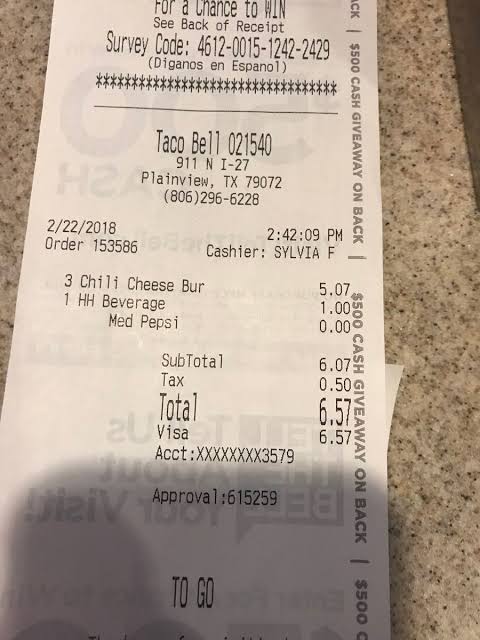 For a Chance to WIN
See Back of Receipt
Survey Code: 4612-0015-1242-2429
(Diganos en Espanol)
*************************************
Taco Bell 021540
911 N I-27
Plainview, TX 79072
(806)296-6228
2/22/2018 2:42:09 PM
Order 153586 Cashier: SYLVIA F
3 Chili Cheese Bur 5.07
1 HH Beverage 1.00
Med Pepsi 0.00
SubTotal 6.07
Tax 0.50
Total 6.57
Visa 6.57
Acct:XXXXXXXX3579
Approval:615259
TO GO
ACK | $500 CASH GIVEAWAY ON BACK | $500 CASH GIVEAWAY ON BACK | $500 C